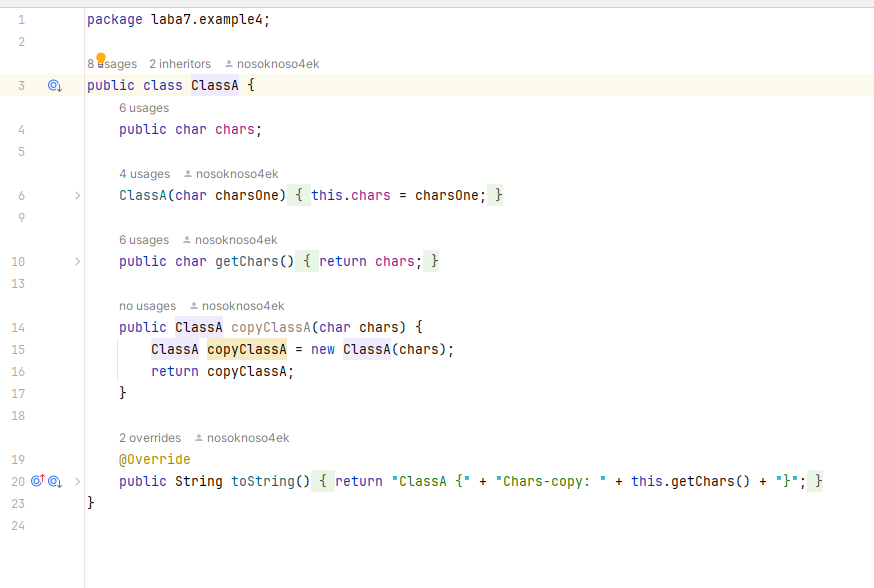 1 package laba7.example4;
2
8 usages 2 inheritors nosoknoso4ek
3 public class ClassA {
6 usages
4 public char chars;
5
4 usages nosoknoso4ek
6 ClassA(char charsOne) { this.chars = charsOne; }
9
6 usages nosoknoso4ek
10 public char getChars() { return chars; }
13
no usages nosoknoso4ek
14 public ClassA copyClassA(char chars) {
15 ClassA copyClassA = new ClassA(chars);
16 return copyClassA;
17 }
18
2 overrides nosoknoso4ek
19 @Override
20 public String toString() { return "ClassA {" + "Chars-copy: " + this.getChars() + "}"; }
23 }
24